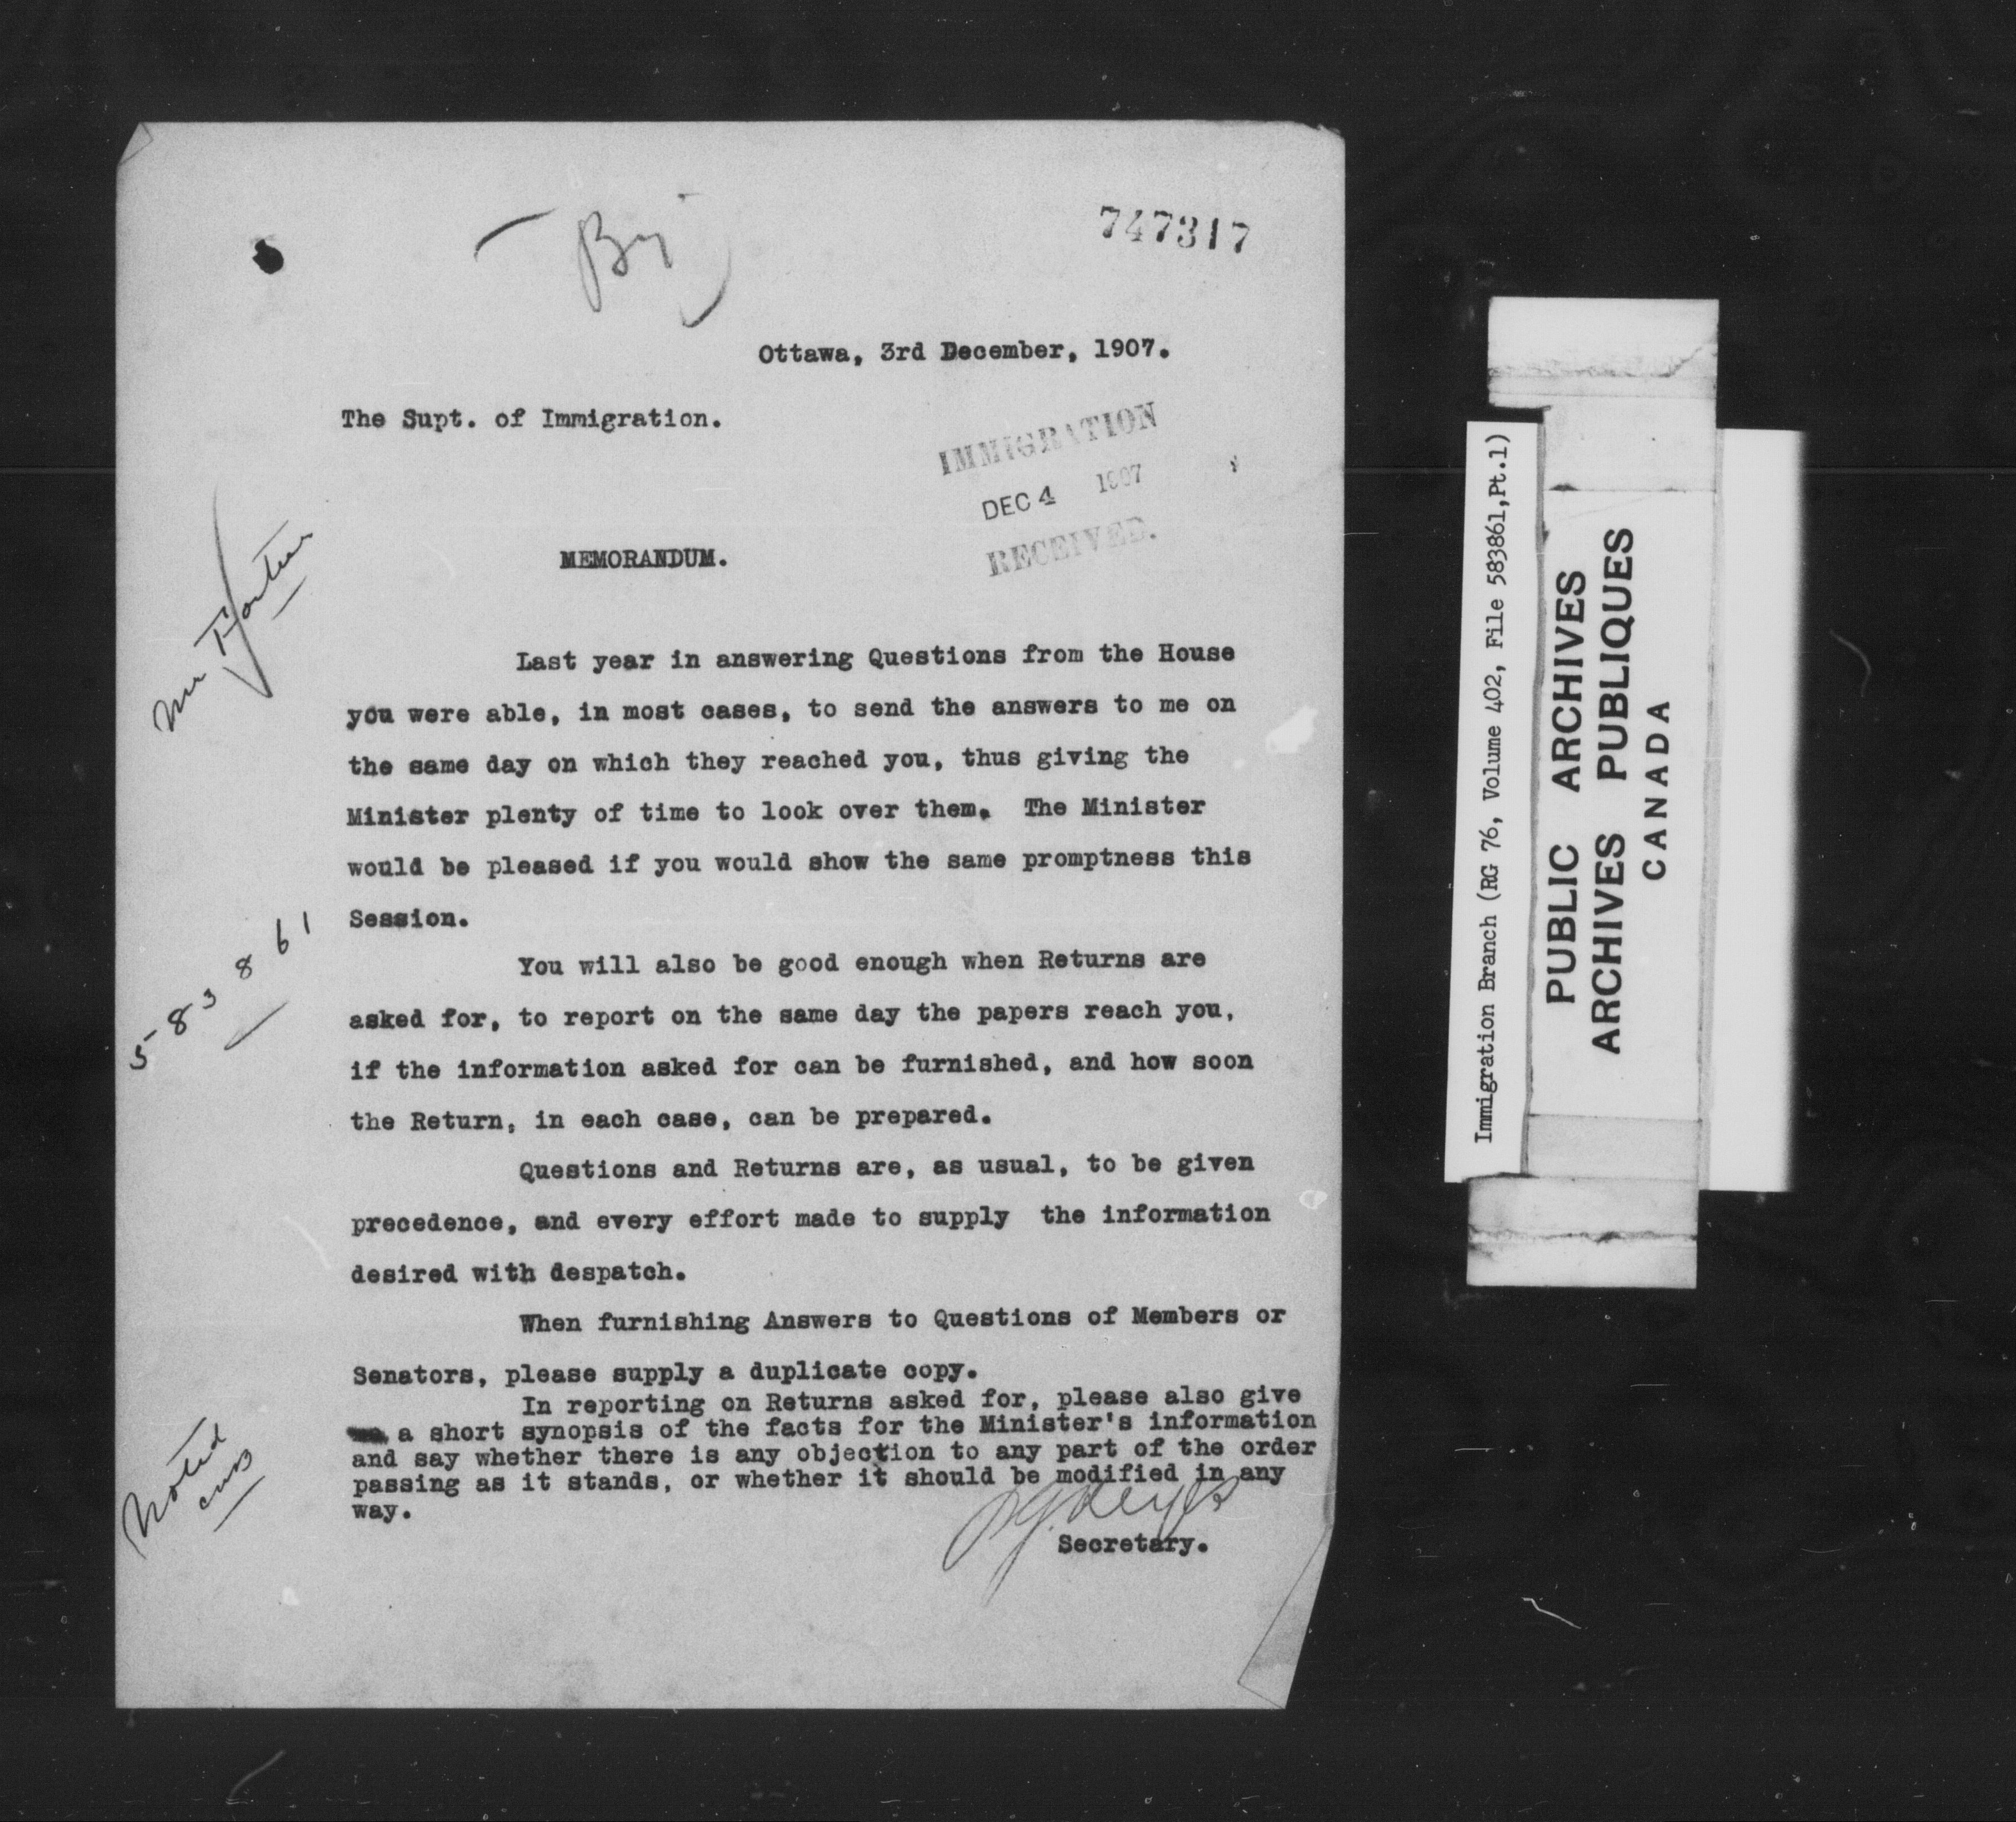 747317
Ottawa, 3rd December, 1907.
The Supt. of Immigration.
IMMIGRATION
DEC 4 1907
RECEIVED.
MEMORANDUM.
Last year in answering Questions from the House
you were able, in most cases, to send the answers to me on
the same day on which they reached you, thus giving the
Minister plenty of time to look over them. The Minister
would be pleased if you would show the same promptness this
Session.
You will also be good enough when Returns are
asked for, to report on the same day the papers reach you,
if the information asked for can be furnished, and how soon
the Return, in each case, can be prepared.
Questions and Returns are, as usual, to be given
precedence, and every effort made to supply the information
desired with despatch.
When furnishing Answers to Questions of Members or
Senators, please supply a duplicate copy.
In reporting on Returns asked for, please also give
a short synopsis of the facts for the Minister's information
and say whether there is any objection to any part of the order
passing as it stands, or whether it should be modified in any
way.
Secretary.
Mr
583861
Noted
Immigration Branch (RG 76, Volume 402, File 583861,Pt.1)
PUBLIC ARCHIVES
ARCHIVES PUBLIQUES
CANADA